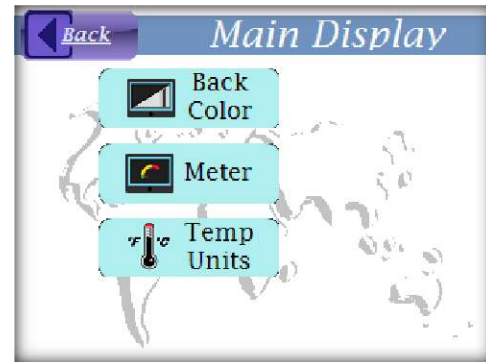 Back
Main Display
Back
Color
Meter
°F °C
Temp
Units